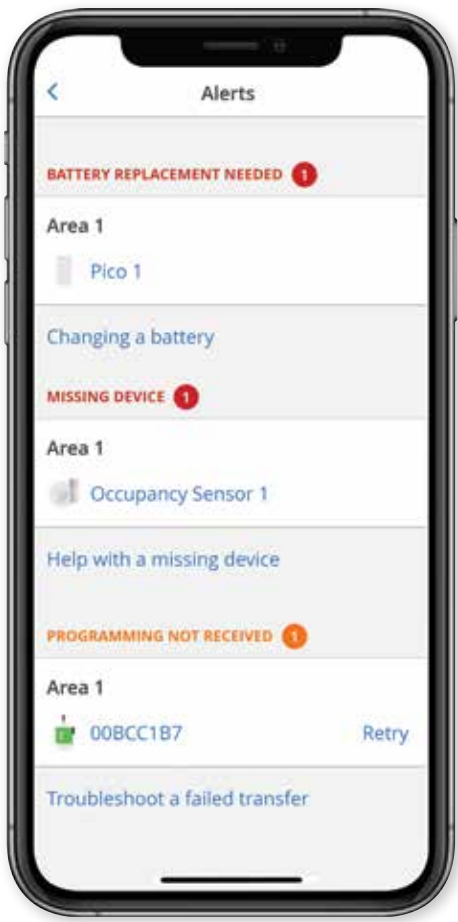 Alerts
BATTERY REPLACEMENT NEEDED 1
Area 1
Pico 1
Changing a battery
MISSING DEVICE 1
Area 1
Occupancy Sensor 1
Help with a missing device
PROGRAMMING NOT RECEIVED 1
Area 1
00BCC1B7 Retry
Troubleshoot a failed transfer